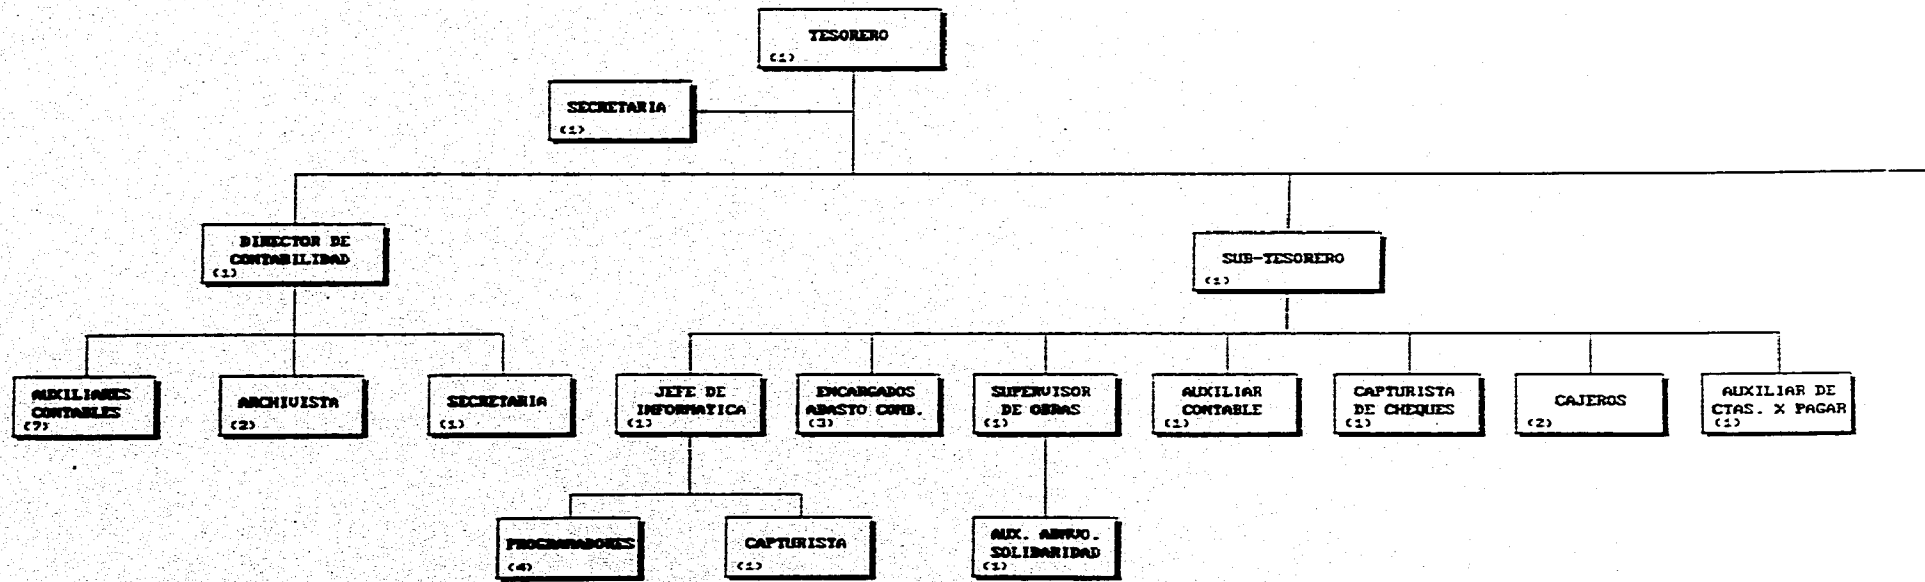 TESORERO
(1)
SECRETARIA
(1)
DIRECTOR DE
CONTABILIDAD
(1)
SUB-TESORERO
(1)
AUXILIARES
CONTABLES
(7)
ARCHIVISTA
(2)
SECRETARIA
(1)
JEFE DE
INFORMATICA
(1)
ENCARGADOS
ABASTO COMB.
(3)
SUPERVISOR
DE OBRAS
(1)
AUXILIAR
CONTABLE
(1)
CAPTURISTA
DE CHEQUES
(1)
CAJEROS
(2)
AUXILIAR DE
CTAS. X PAGAR
(1)
PROGRAMADORES
(4)
CAPTURISTA
(1)
AUX. ADMVO.
SOLIDARIDAD
(1)